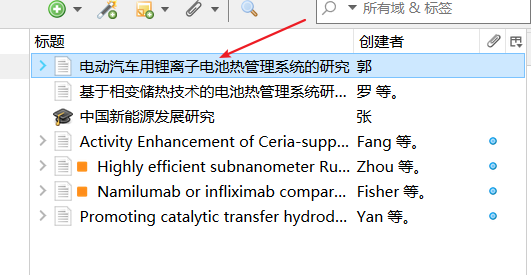 所有域 & 标签
标题 创建者
电动汽车用锂离子电池热管理系统的研究 郭
基于相变储热技术的电池热管理系统研... 罗 等。
中国新能源发展研究 张
Activity Enhancement of Ceria-supp... Fang 等。
Highly efficient subnanometer Ru... Zhou 等。
Namilumab or infliximab compar... Fisher 等。
Promoting catalytic transfer hydrod... Yan 等。